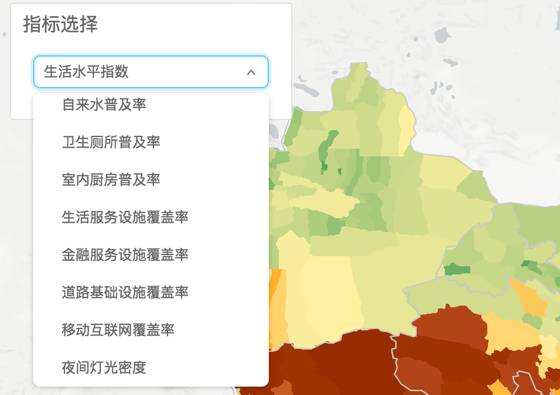 指标选择
生活水平指数
自来水普及率
卫生厕所普及率
室内厨房普及率
生活服务设施覆盖率
金融服务设施覆盖率
道路基础设施覆盖率
移动互联网覆盖率
夜间灯光密度